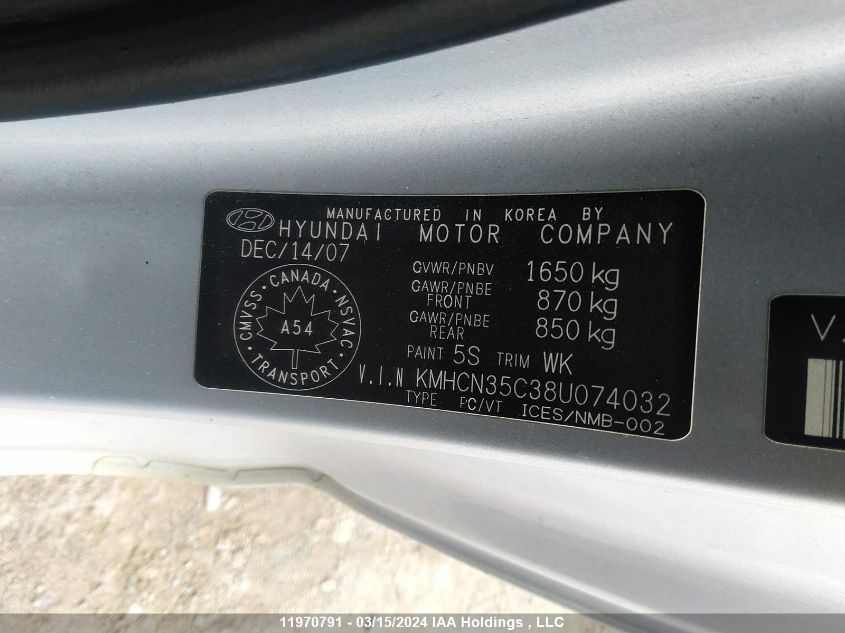 MANUFACTURED IN KOREA BY
HYUNDAI MOTOR COMPANY
DEC/14/07
GVWR/PNBV 1650 kg
GAWR/PNBE FRONT 870 kg
GAWR/PNBE REAR 850 kg
PAINT 5S TRIM WK
CMVSS · CANADA · NSVAC
A54
TRANSPORT
V.I.N KMHCN35C38U074032
TYPE PC/VT ICES/NMB-002
V.
11970791 - 03/15/2024 IAA Holdings , LLC